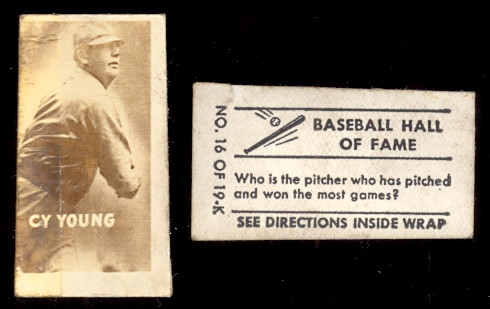 CY YOUNG
NO. 16 OF 19-K
BASEBALL HALL
OF FAME
Who is the pitcher who has pitched
and won the most games?
SEE DIRECTIONS INSIDE WRAP